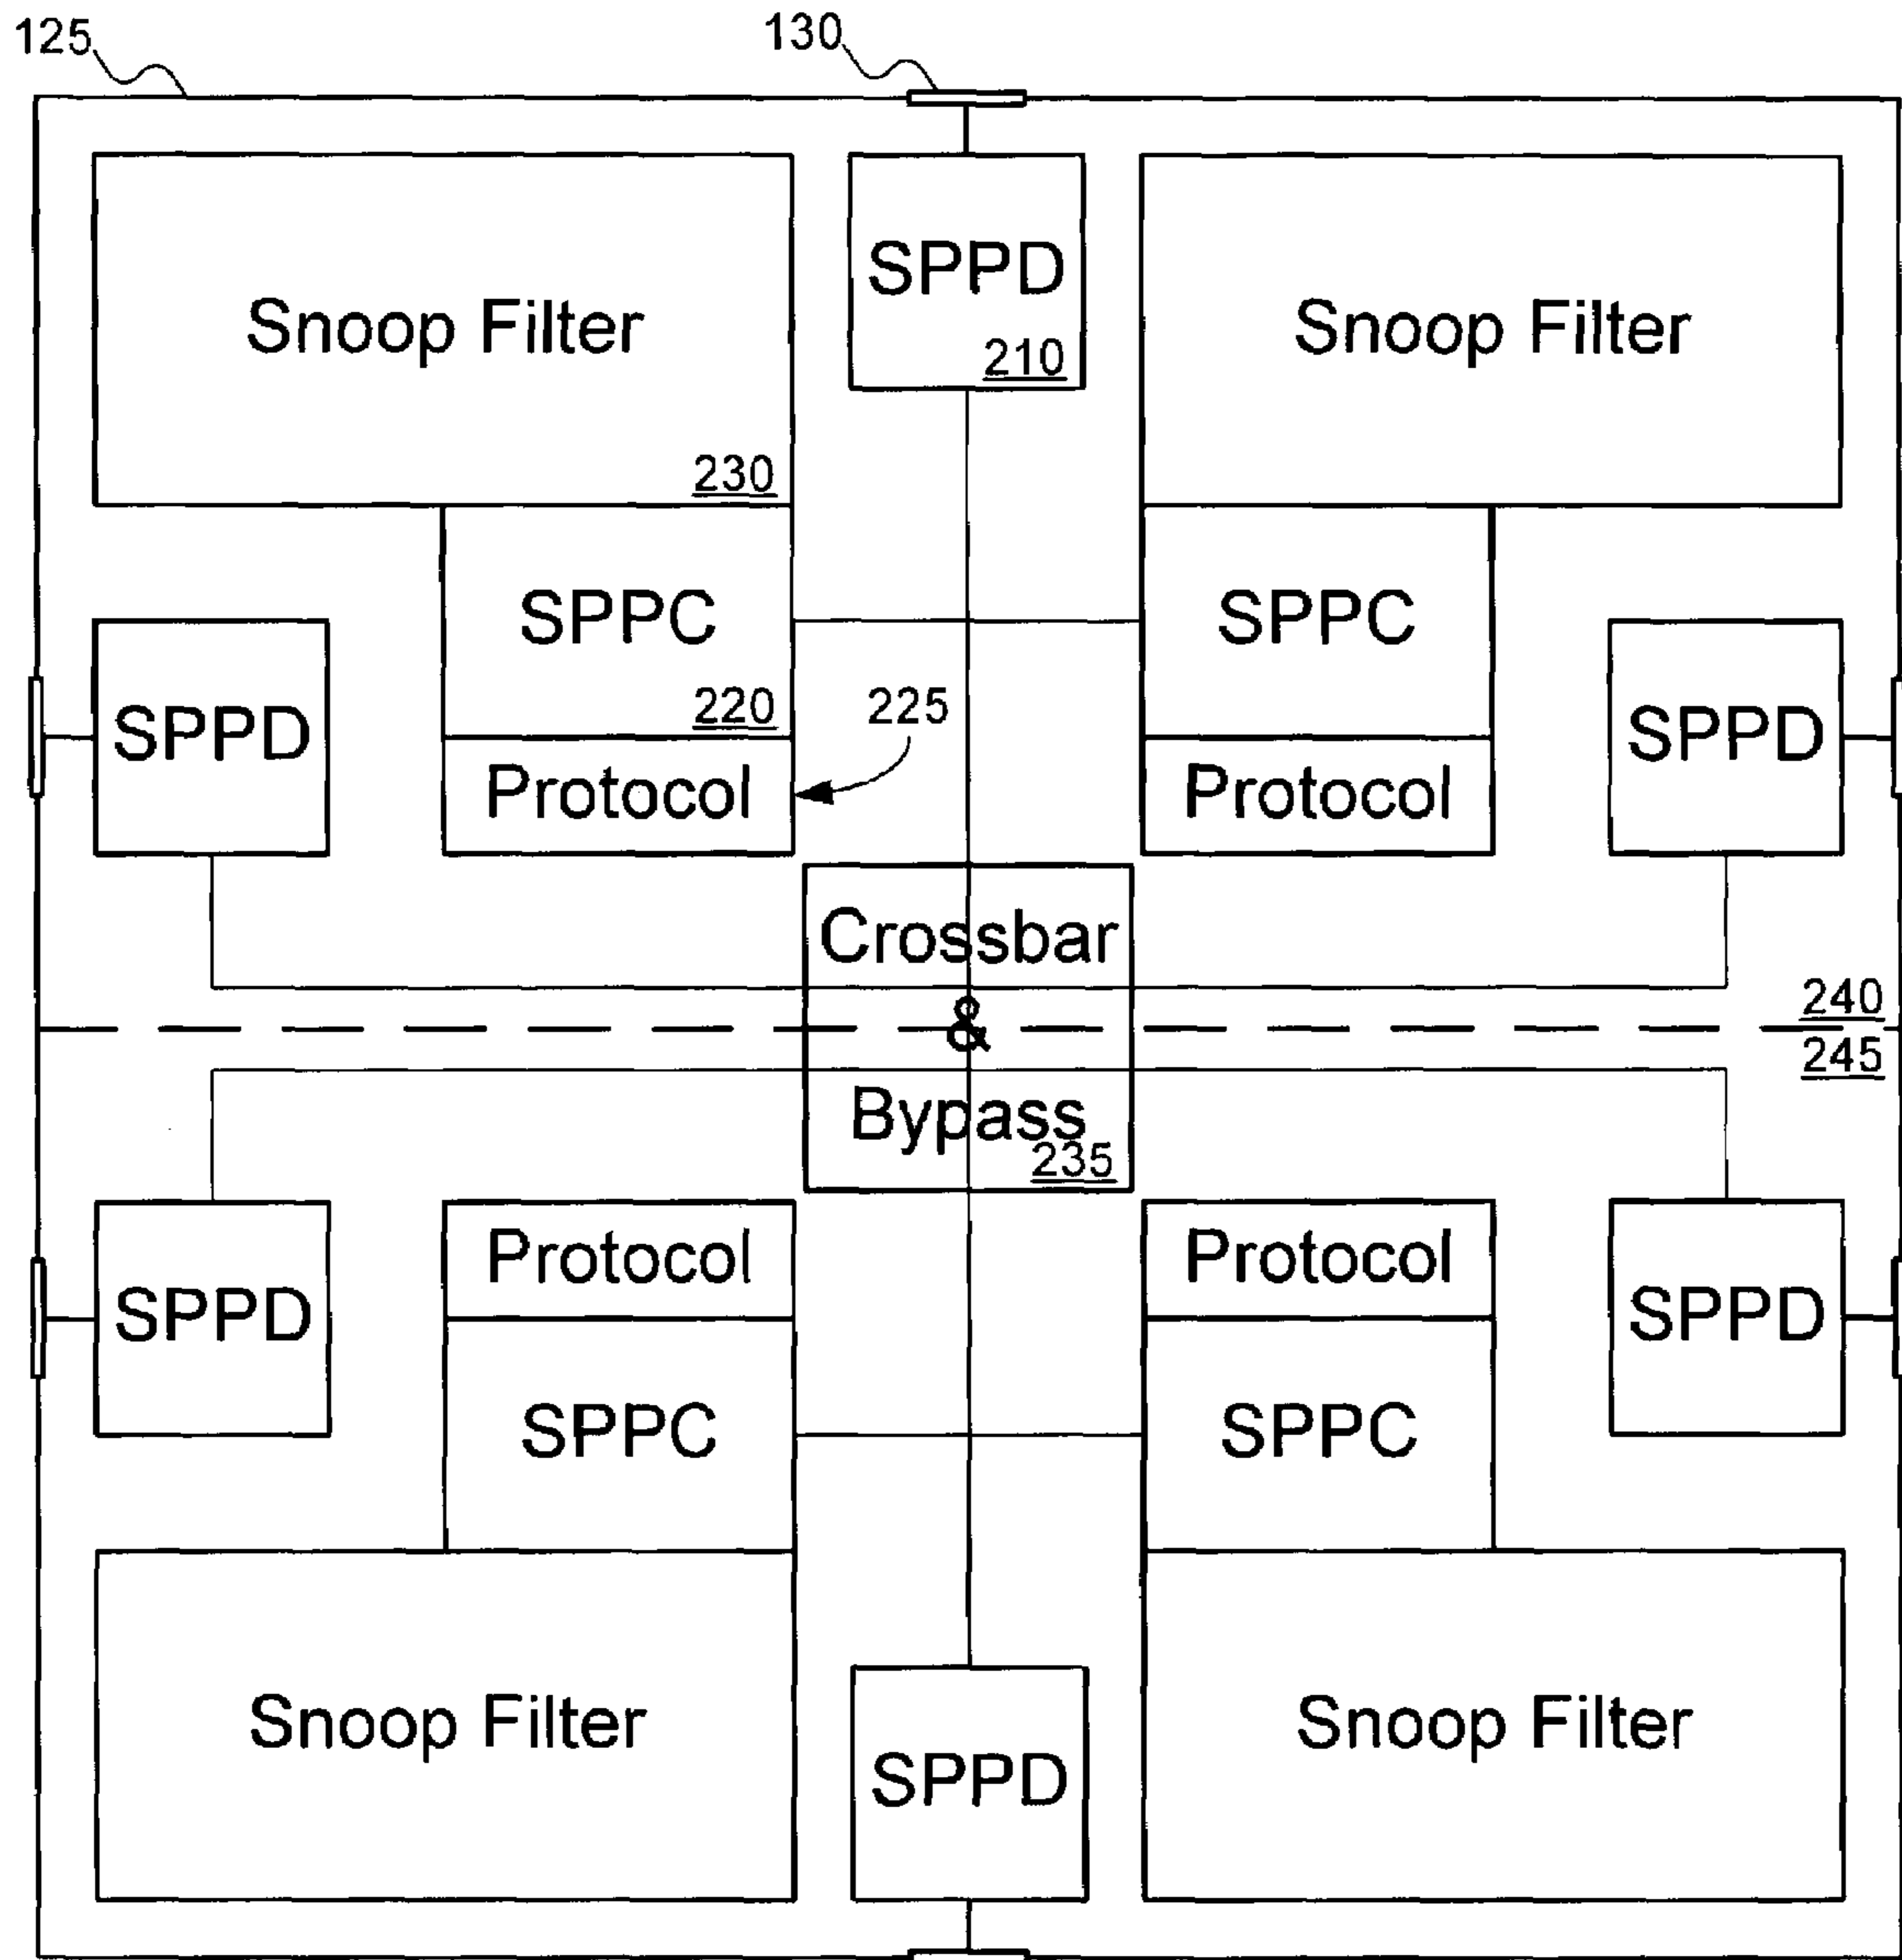 125
130
Snoop Filter
230
SPPD
210
Snoop Filter
SPPC
220
SPPC
SPPD
225
SPPD
Protocol
Protocol
Crossbar
&
Bypass
235
240
245
SPPD
Protocol
Protocol
SPPD
SPPC
SPPC
Snoop Filter
SPPD
Snoop Filter